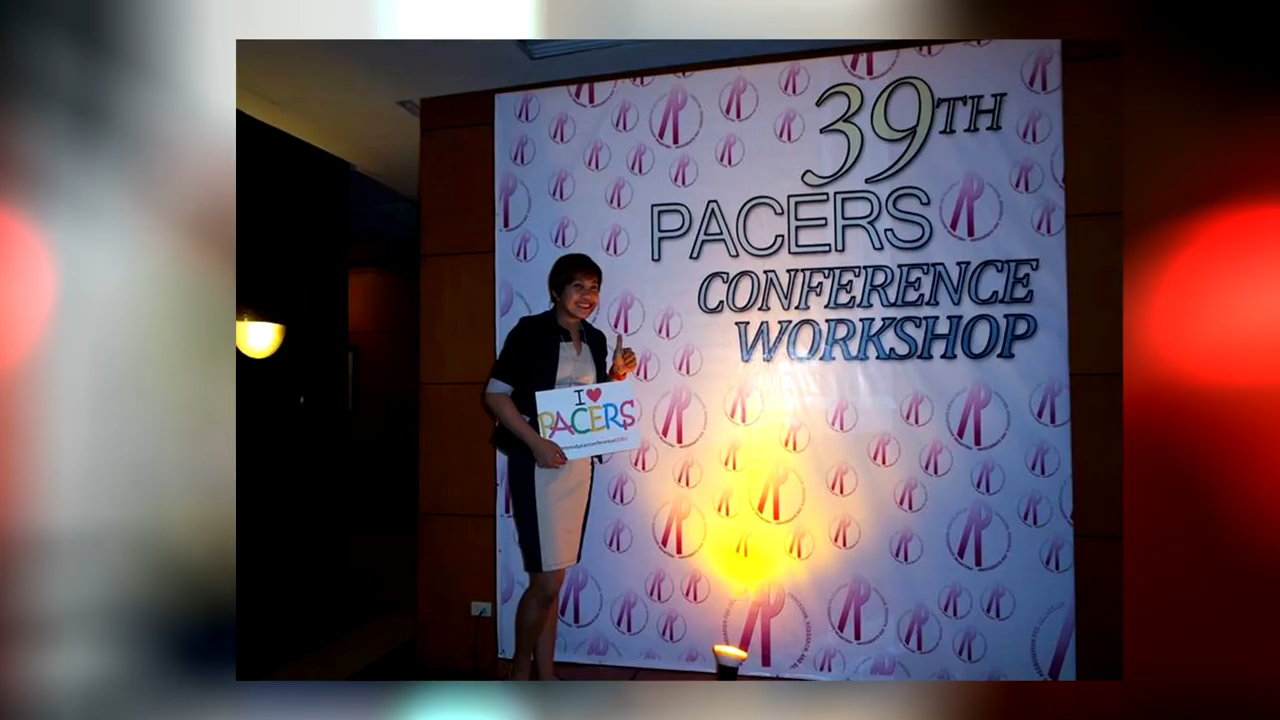 39TH
PACERS
CONFERENCE
WORKSHOP
I ❤
PACERS